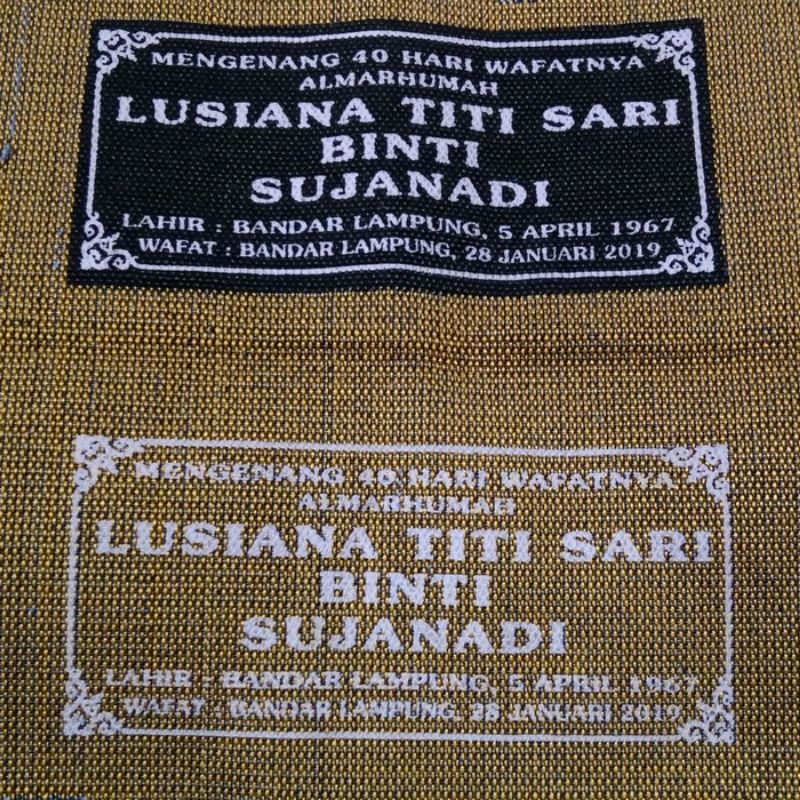 MENGENANG 40 HARI WAFATNYA
ALMARHUMAH
LUSIANA TITI SARI
BINTI
SUJANADI
LAHIR : BANDAR LAMPUNG, 5 APRIL 1967
WAFAT : BANDAR LAMPUNG, 28 JANUARI 2019
MENGENANG 40 HARI WAFATNYA
ALMARHUMAH
LUSIANA TITI SARI
BINTI
SUJANADI
LAHIR : BANDAR LAMPUNG, 5 APRIL 1967
WAFAT : BANDAR LAMPUNG, 28 JANUARI 2019